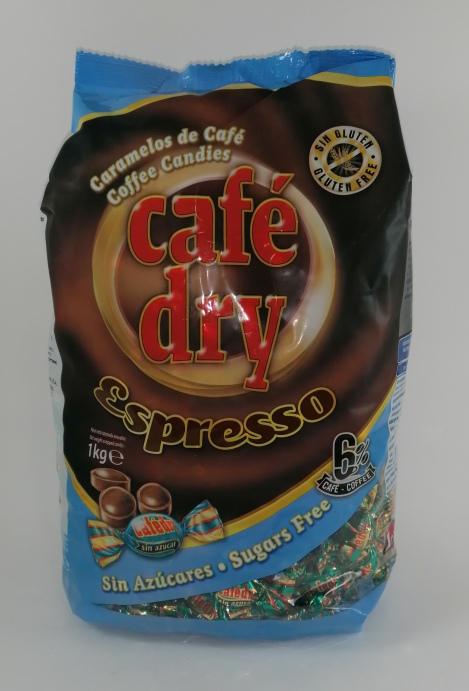 Caramelos de Café
Coffee Candies
SIN GLUTEN
GLUTEN FREE
café
dry
Espresso
1kg℮
6%
CAFÉ - COFFEE
sin azúcar
Sin Azúcares • Sugars Free